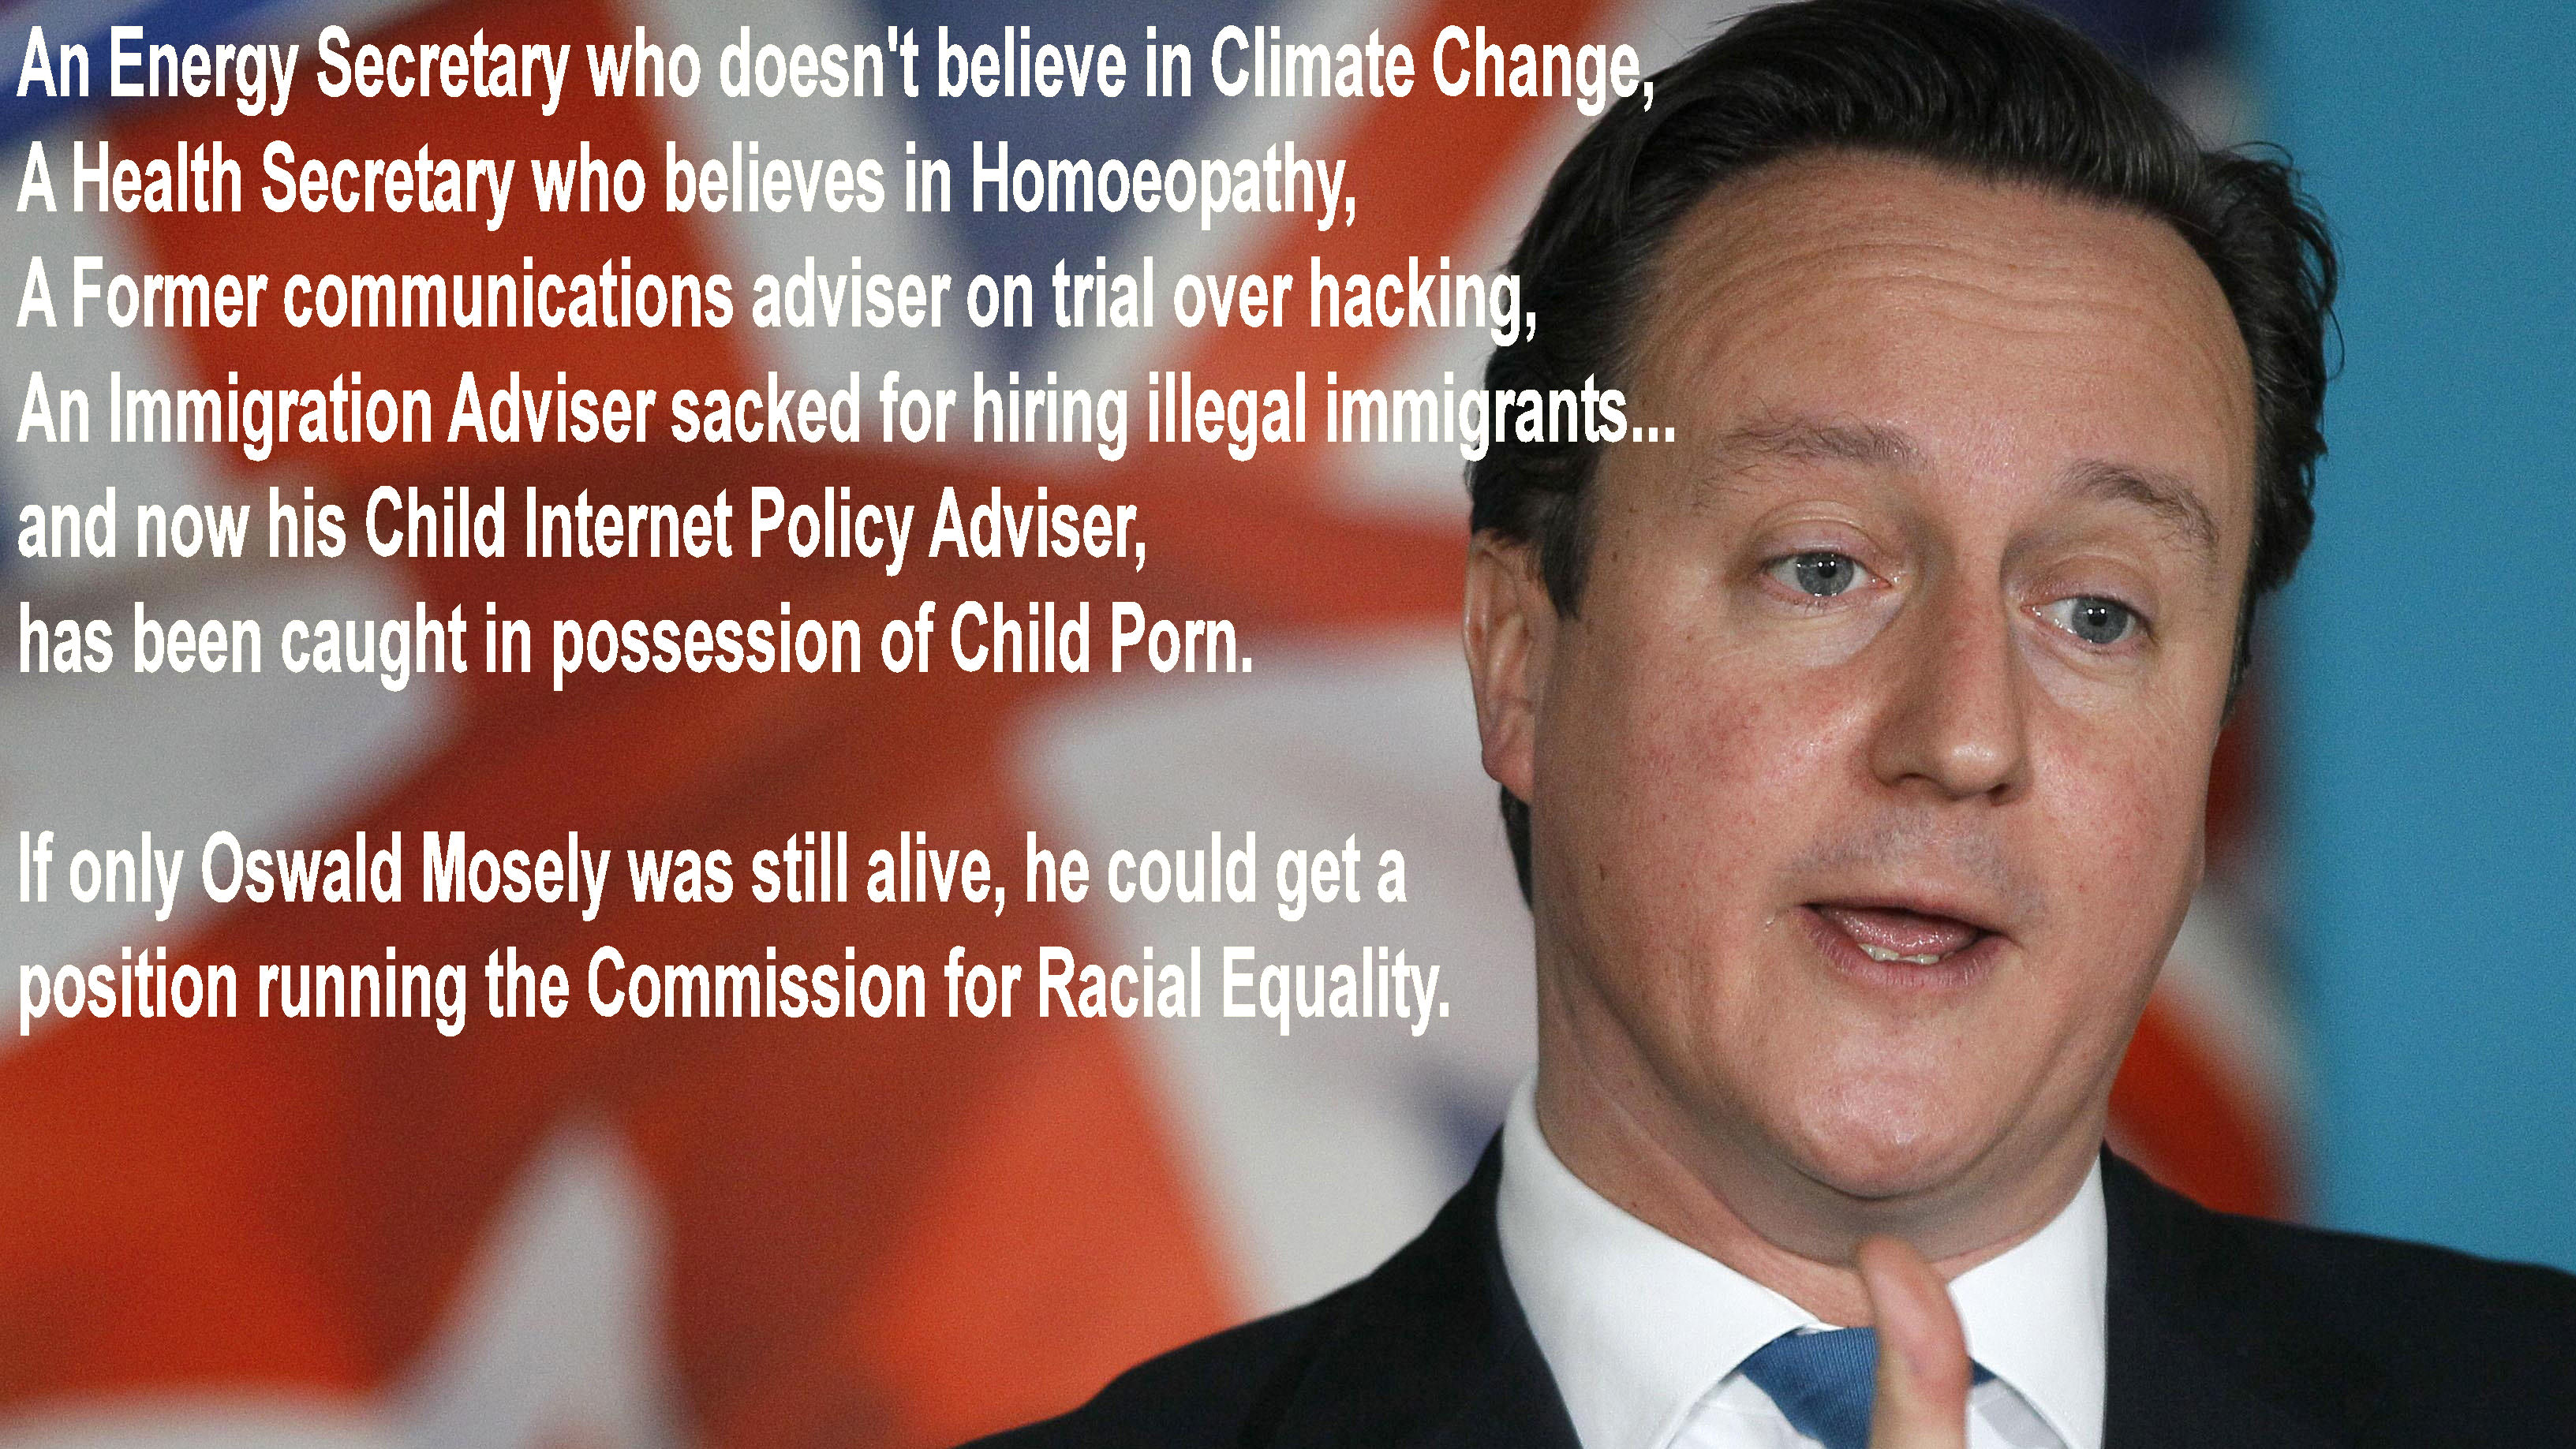 An Energy Secretary who doesn't believe in Climate Change,
A Health Secretary who believes in Homoeopathy,
A Former communications adviser on trial over hacking,
An Immigration Adviser sacked for hiring illegal immigrants...
and now his Child Internet Policy Adviser,
has been caught in possession of Child Porn.
If only Oswald Mosely was still alive, he could get a
position running the Commission for Racial Equality.